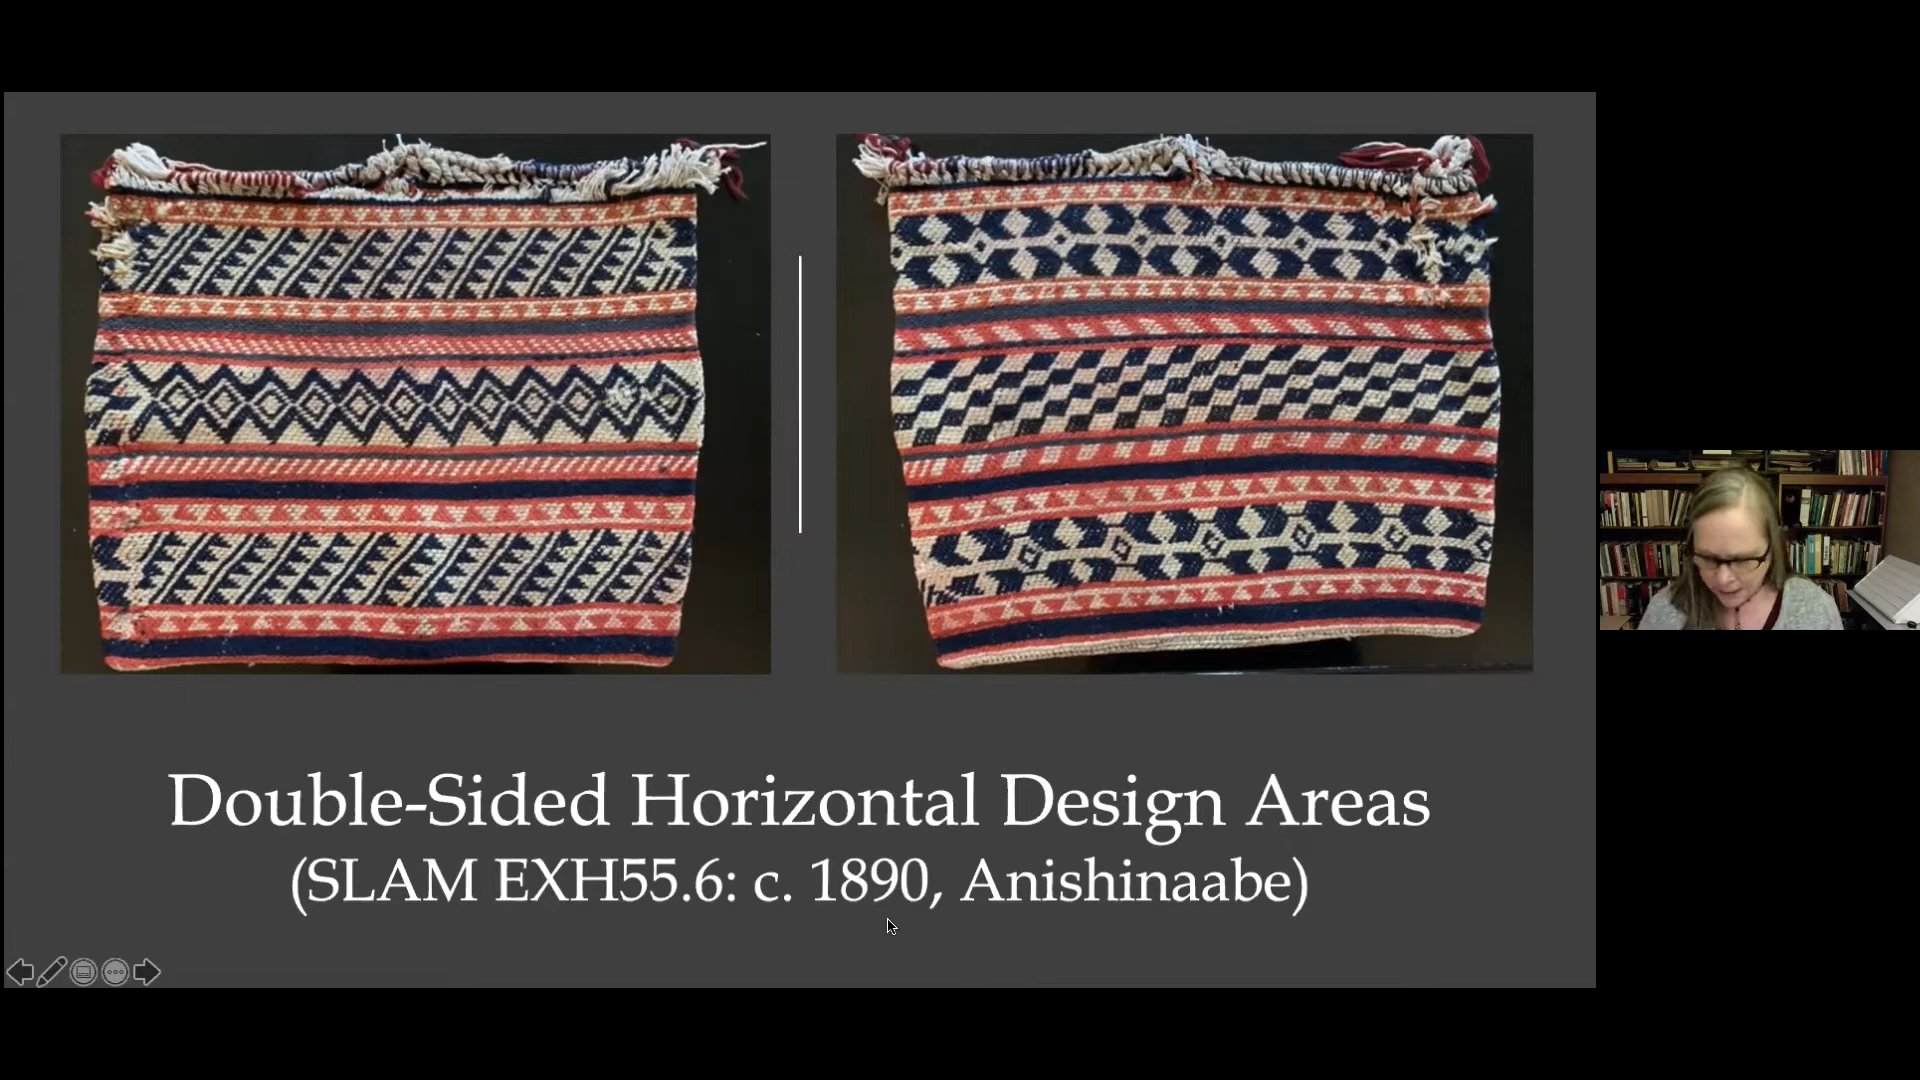 Double-Sided Horizontal Design Areas
(SLAM EXH55.6: c. 1890, Anishinaabe)